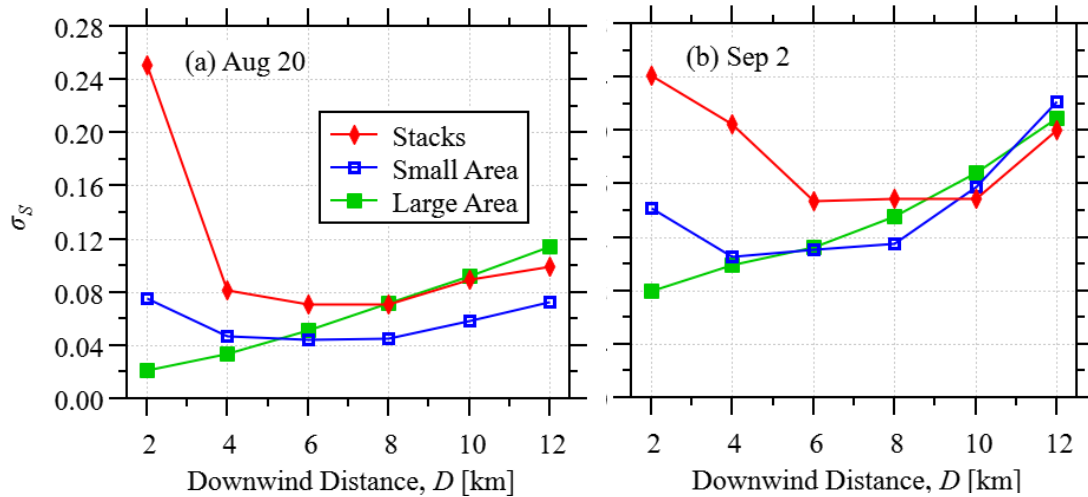 0.28
0.24
0.20
0.16
0.12
0.08
0.04
0.00
σS
(a) Aug 20
Stacks
Small Area
Large Area
2 4 6 8 10 12
Downwind Distance, D [km]
(b) Sep 2
2 4 6 8 10 12
Downwind Distance, D [km]